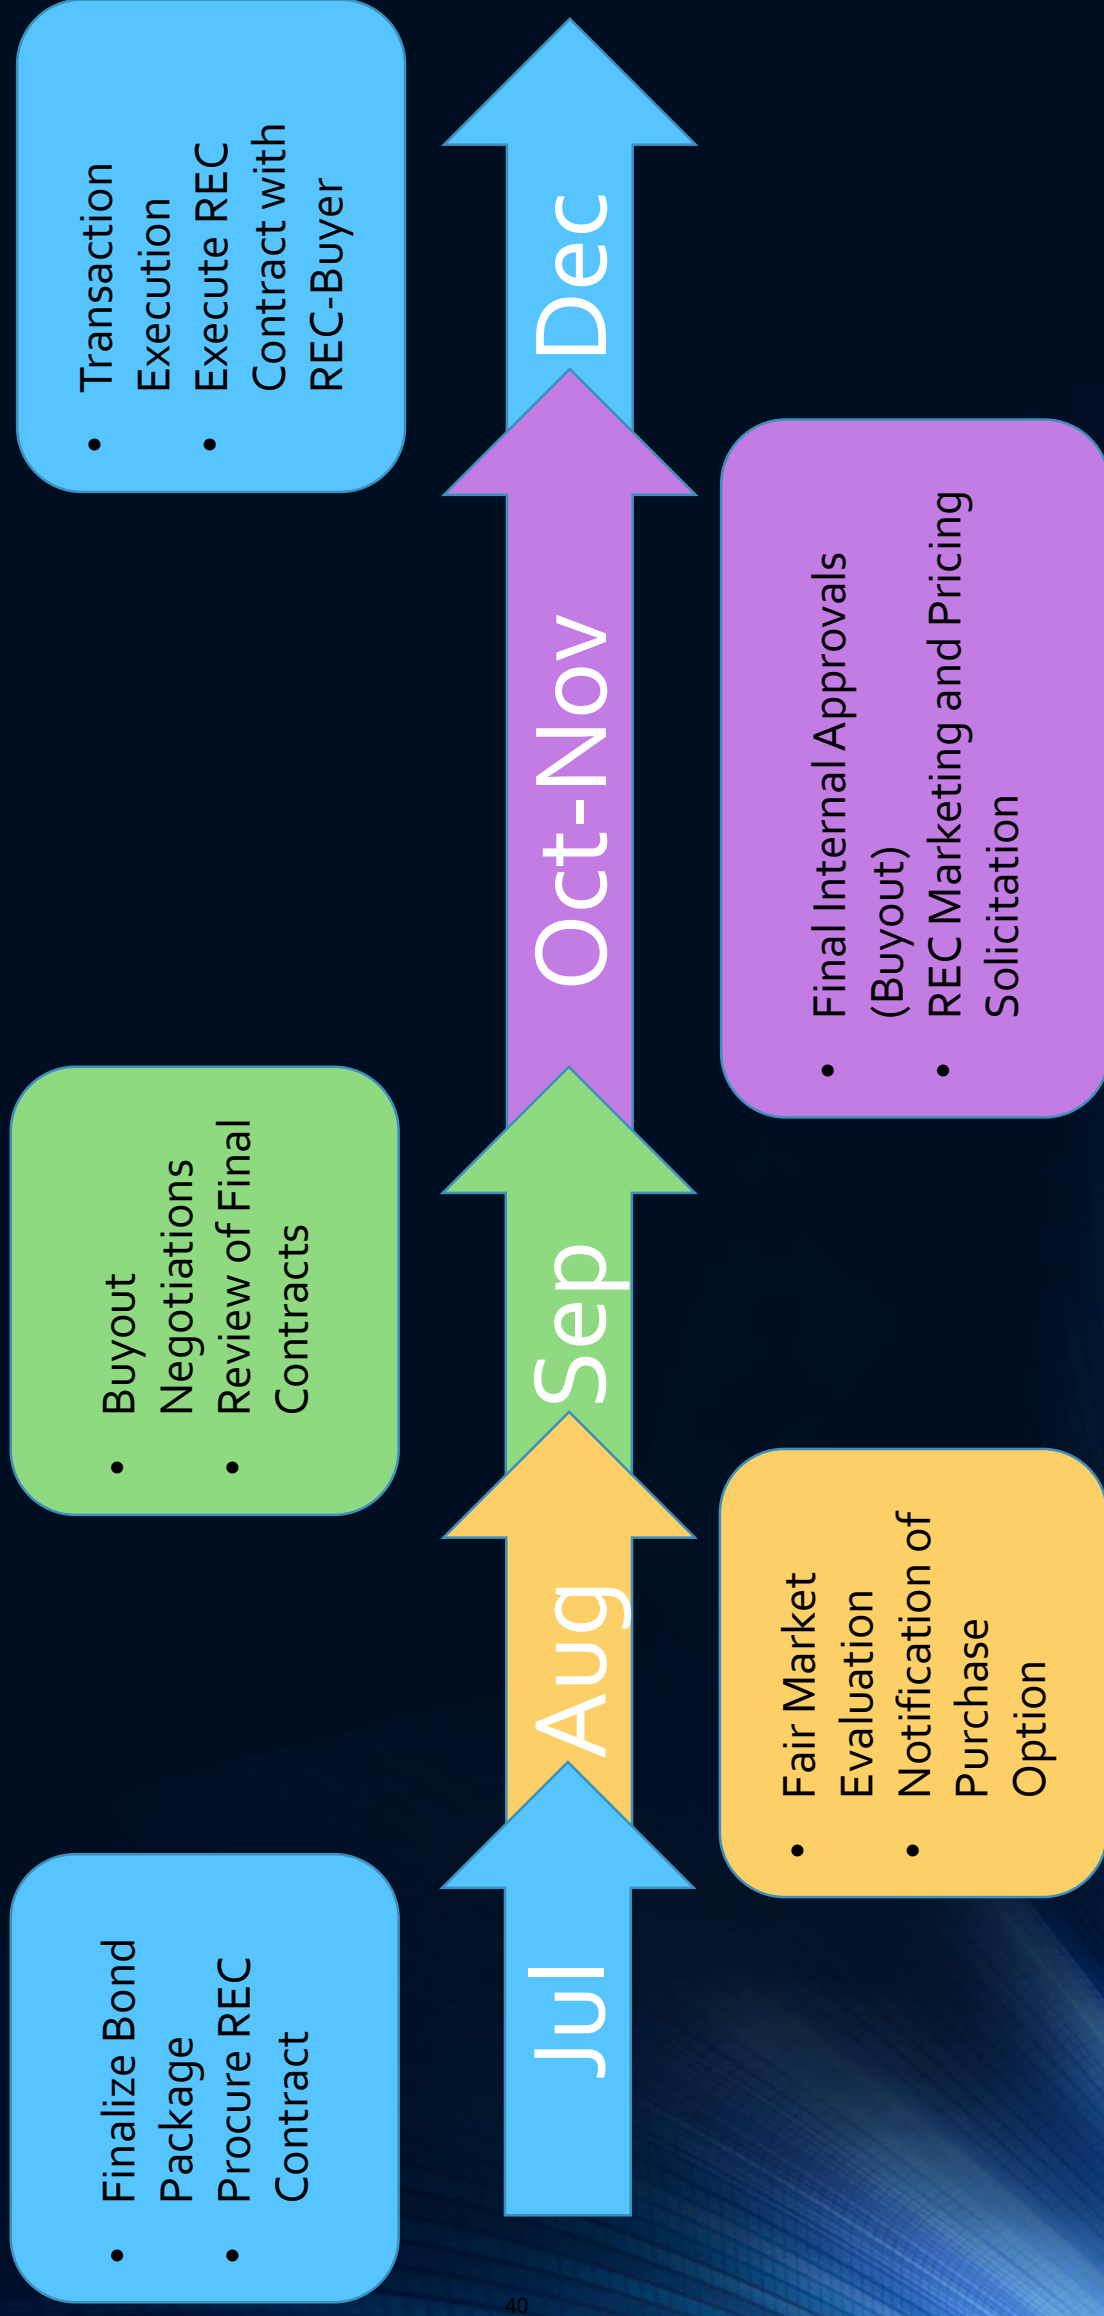 • Finalize Bond
Package
• Procure REC
Contract
• Buyout
Negotiations
• Review of Final
Contracts
• Transaction
Execution
• Execute REC
Contract with
REC-Buyer
Jul
Aug
Sep
Oct-Nov
Dec
• Fair Market
Evaluation
• Notification of
Purchase
Option
• Final Internal Approvals
(Buyout)
• REC Marketing and Pricing
Solicitation
40